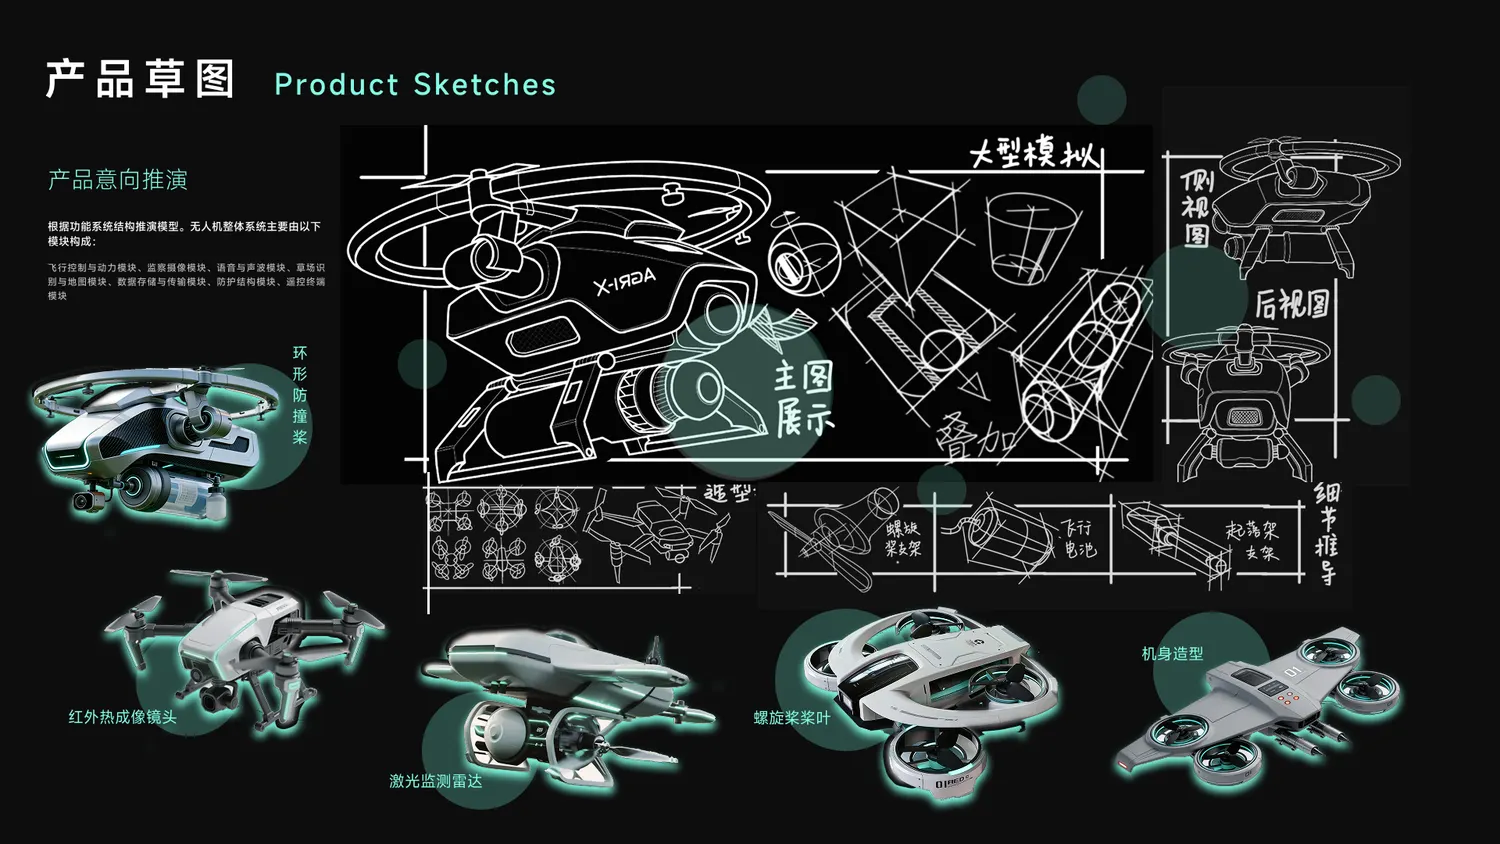 产品草图
Product Sketches
产品意向推演
根据功能系统结构推演模型。无人机整体系统主要由以下
模块构成：
飞行控制与动力模块、监察摄像模块、语音与声波模块、草场识
别与地图模块、数据存储与传输模块、防护结构模块、遥控终端
模块
环形防撞桨
大型模拟
AGRI-X
主图
展示
叠加
侧视图
后视图
造型
螺旋
桨支架
飞行
电池
起落架
支架
细节推导
红外热成像镜头
激光监测雷达
螺旋桨桨叶
01
机身造型
01